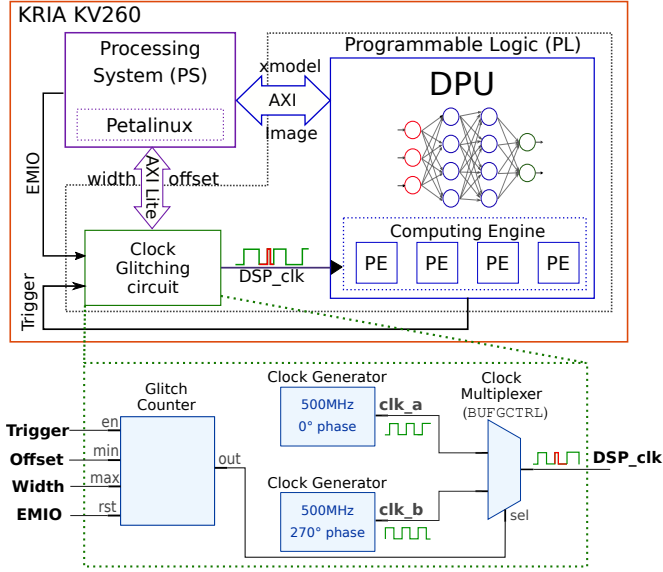 KRIA KV260
Processing
System (PS)
Petalinux
EMIO
width
offset
AXI Lite
xmodel
AXI
image
Programmable Logic (PL)
DPU
Computing Engine
PE
PE
PE
PE
Clock
Glitching
circuit
DSP_clk
Trigger
Glitch
Counter
Trigger
en
Offset
min
Width
max
EMIO
rst
out
Clock Generator
500MHz
0° phase
clk_a
Clock Generator
500MHz
270° phase
clk_b
Clock
Multiplexer
(BUFGCTRL)
sel
DSP_clk